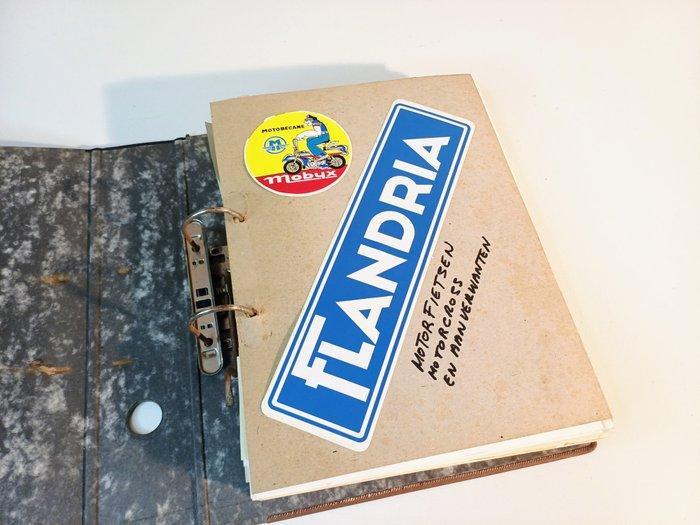 MOTOBECANE
M
mobyx
FLANDRIA
MOTORFIETSEN
MOTORCROSS
EN AANVERWANTEN